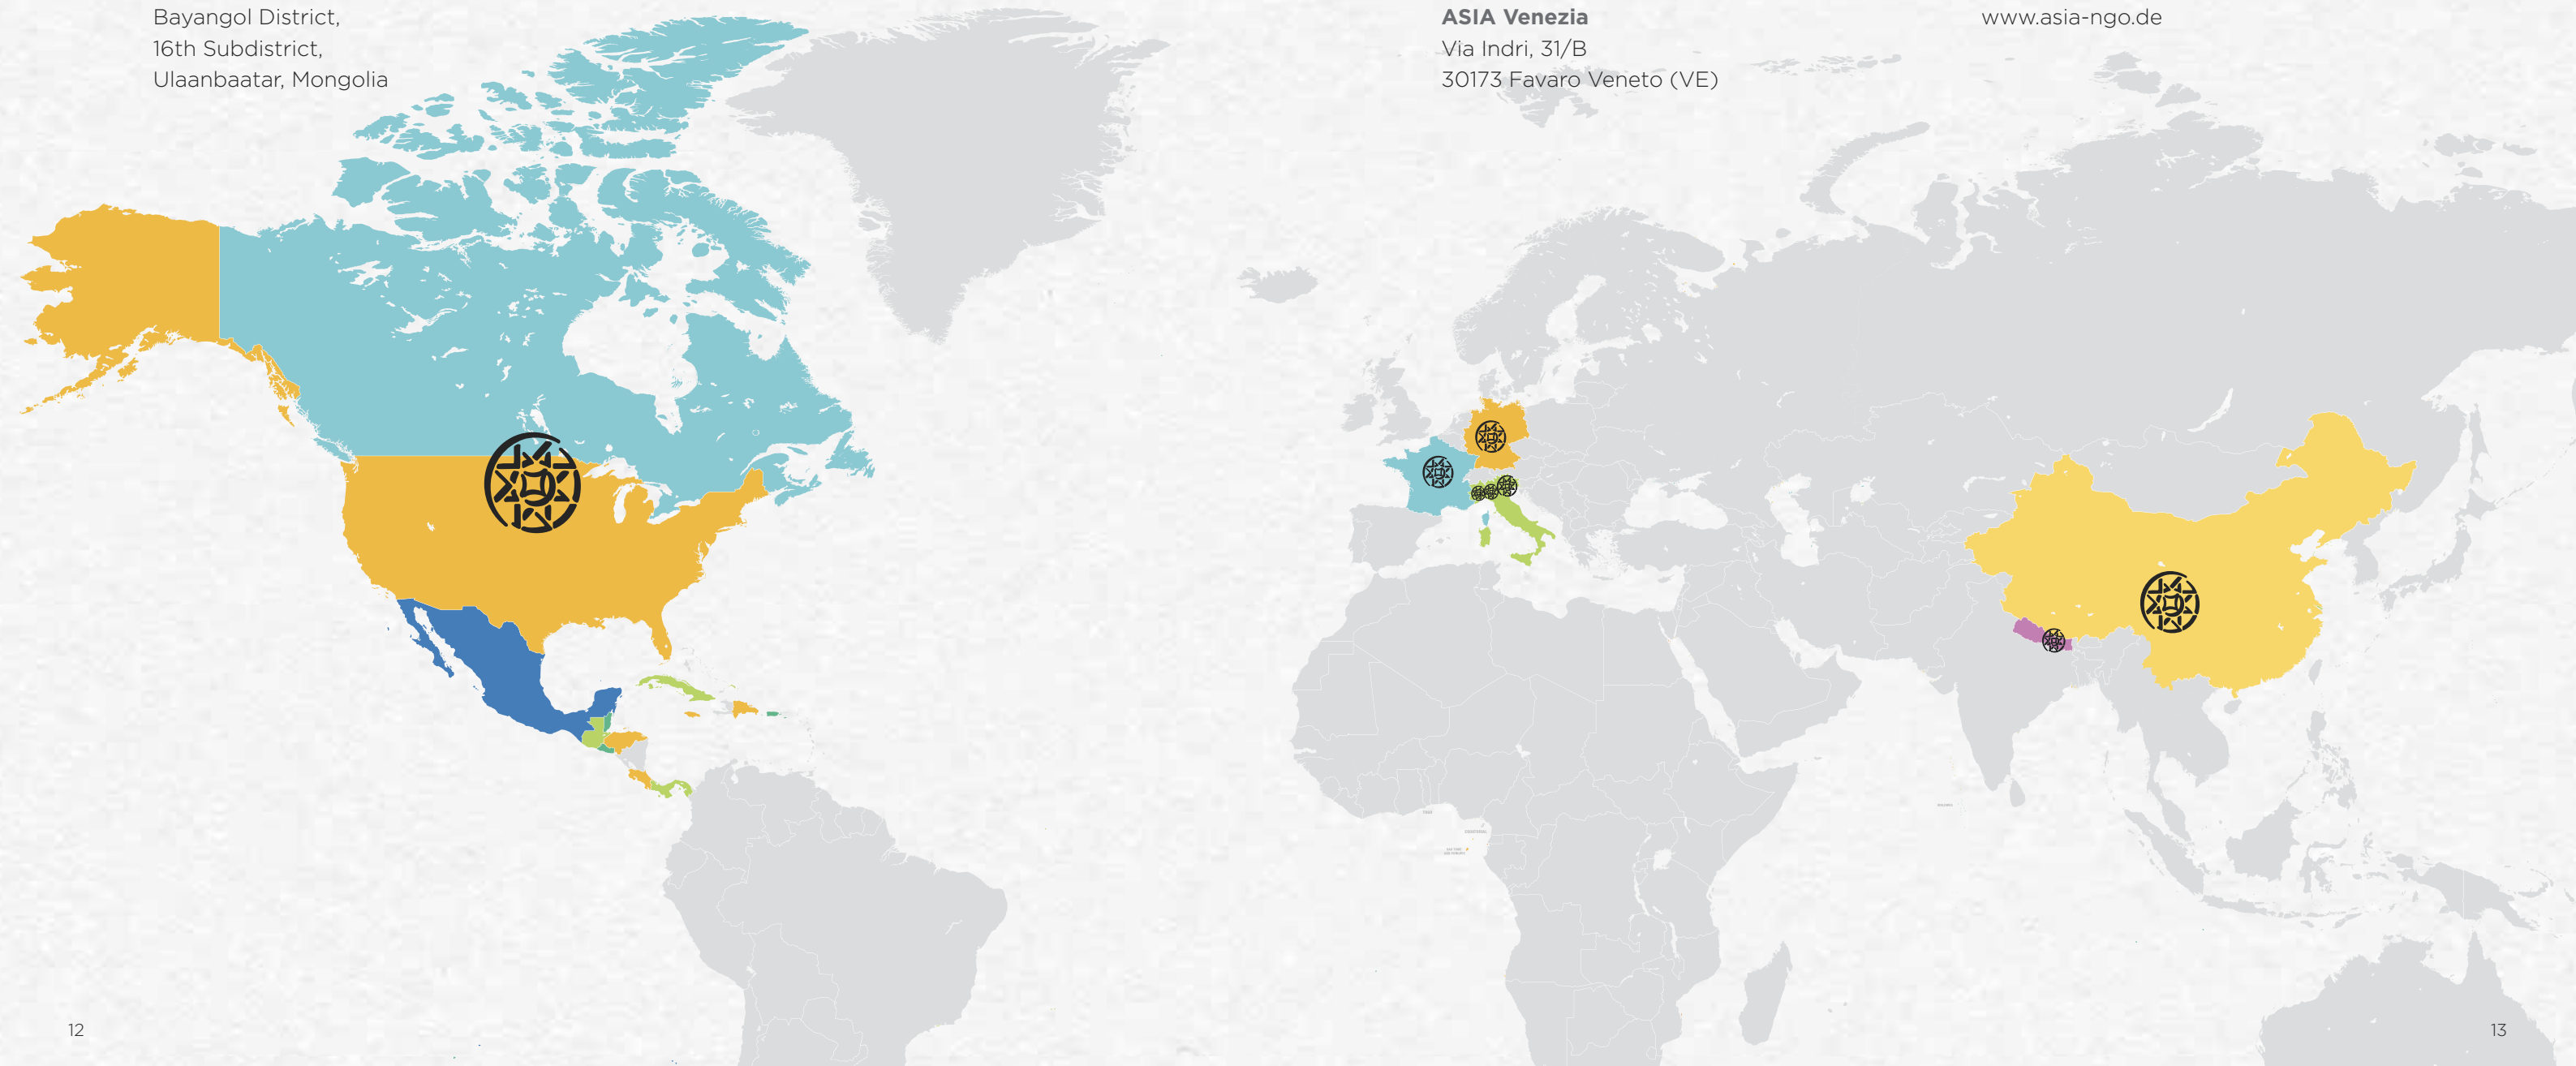 Bayangol District,
16th Subdistrict,
Ulaanbaatar, Mongolia
ASIA Venezia
Via Indri, 31/B
30173 Favaro Veneto (VE)
www.asia-ngo.de
12
13